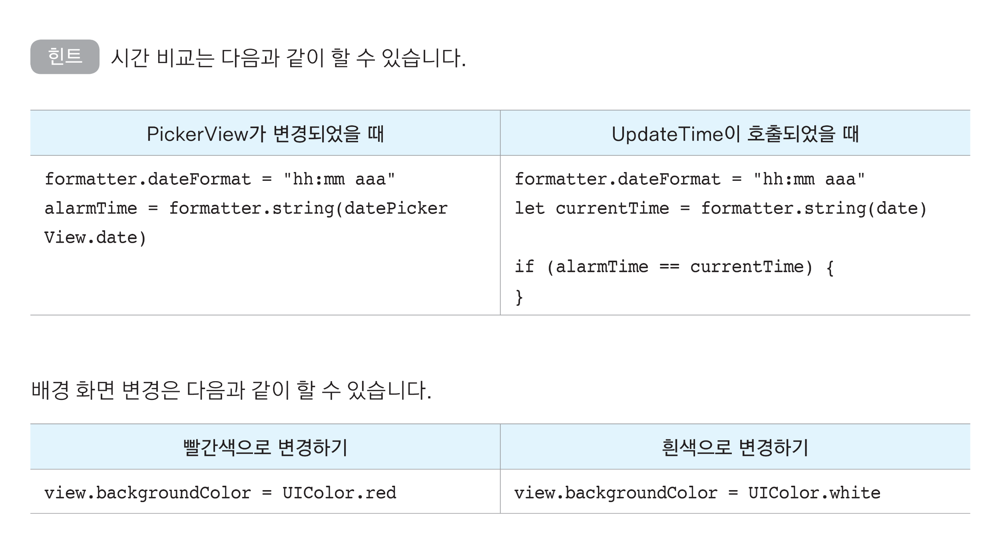 힌트 시간 비교는 다음과 같이 할 수 있습니다.
PickerView가 변경되었을 때
UpdateTime이 호출되었을 때
formatter.dateFormat = "hh:mm aaa"
alarmTime = formatter.string(datePicker
View.date)
formatter.dateFormat = "hh:mm aaa"
let currentTime = formatter.string(date)
if (alarmTime == currentTime) {
}
배경 화면 변경은 다음과 같이 할 수 있습니다.
빨간색으로 변경하기
흰색으로 변경하기
view.backgroundColor = UIColor.red
view.backgroundColor = UIColor.white